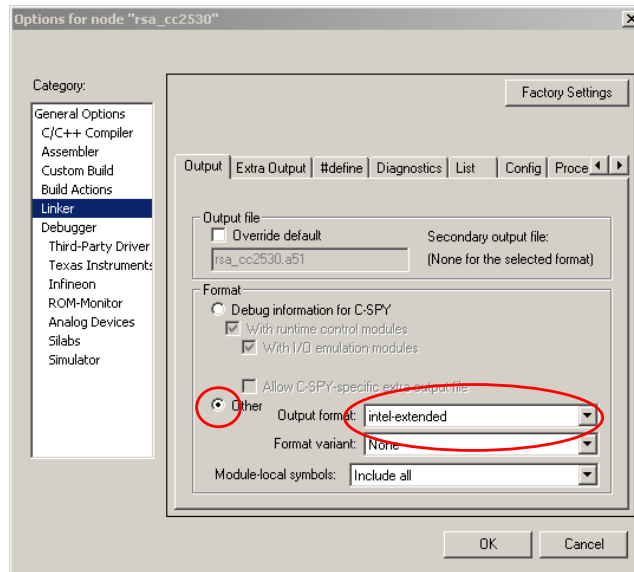 Options for node "rsa_cc2530"
Category:
Factory Settings
General Options
C/C++ Compiler
Assembler
Custom Build
Build Actions
Linker
Debugger
Third-Party Driver
Texas Instruments
Infineon
ROM-Monitor
Analog Devices
Silabs
Simulator
Output Extra Output #define Diagnostics List Config Proce
Output file
Override default
Secondary output file:
rsa_cc2530.a51
(None for the selected format)
Format
Debug information for C-SPY
With runtime control modules
With I/O emulation modules
Allow C-SPY-specific extra output file
Other
Output format: intel-extended
Format variant: None
Module-local symbols: Include all
OK Cancel